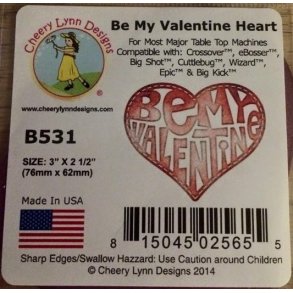 Cheery Lynn Designs
®
www.cheerylynndesigns.com
Be My Valentine Heart
For Most Major Table Top Machines
Compatible with: Crossover™, eBosser™,
Big Shot™, Cuttlebug™, Wizard™,
Epic™ & Big Kick™
B531
SIZE: 3" X 2 1/2"
(76mm x 62mm)
Made In USA
Be My
VALENTINE
8 15045 02565 5
Sharp Edges/Swallow Hazzard: Use Caution around Children
© Cheery Lynn Designs 2014